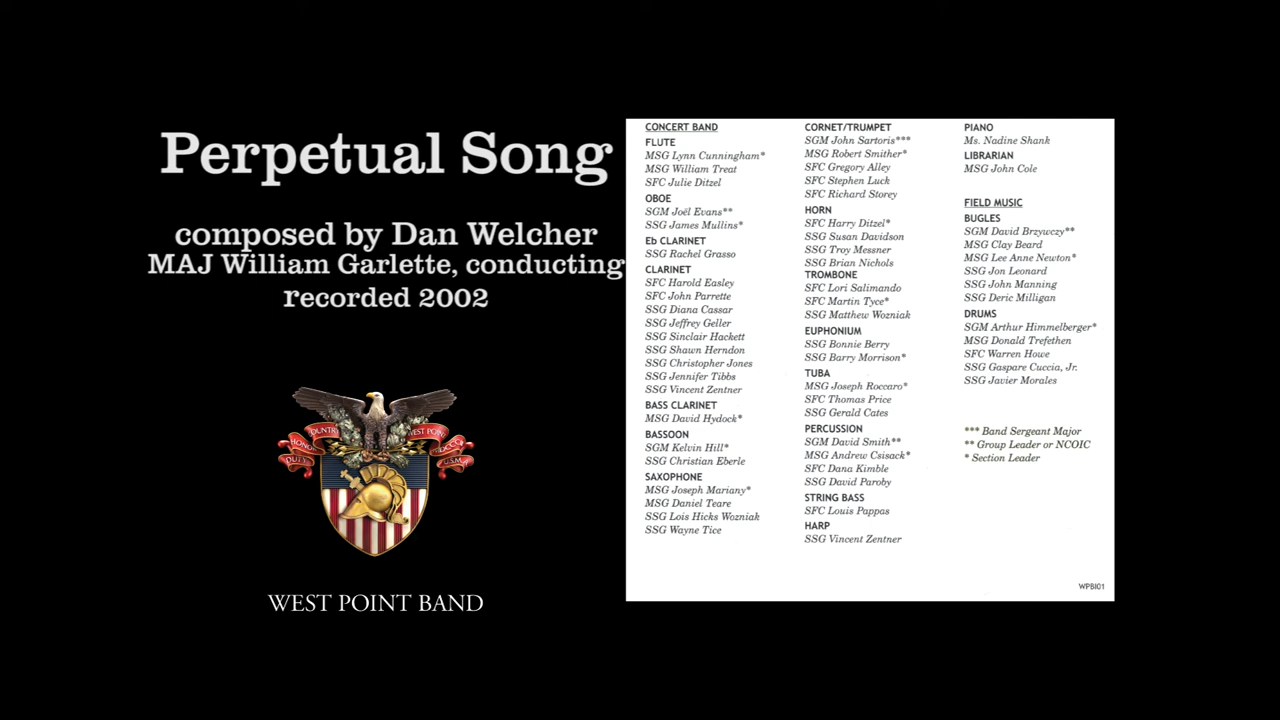 Perpetual Song
composed by Dan Welcher
MAJ William Garlette, conducting
recorded 2002
COUNTRY
WEST POINT
HONOR
MDCCCII
DUTY
U.S.M.A.
WEST POINT BAND
CONCERT BAND
FLUTE
MSG Lynn Cunningham*
MSG William Treat
SFC Julie Ditzel
OBOE
SGM Joël Evans**
SSG James Mullins*
Eb CLARINET
SSG Rachel Grasso
CLARINET
SFC Harold Easley
SFC John Parrette
SSG Diana Cassar
SSG Jeffrey Geller
SSG Sinclair Hackett
SSG Shawn Herndon
SSG Christopher Jones
SSG Jennifer Tibbs
SSG Vincent Zentner
BASS CLARINET
MSG David Hydock*
BASSOON
SGM Kelvin Hill*
SSG Christian Eberle
SAXOPHONE
MSG Joseph Mariany*
MSG Daniel Teare
SSG Lois Hicks Wozniak
SSG Wayne Tice
CORNET/TRUMPET
SGM John Sartoris***
MSG Robert Smither*
SFC Gregory Alley
SFC Stephen Luck
SFC Richard Storey
HORN
SFC Harry Ditzel*
SSG Susan Davidson
SSG Troy Messner
SSG Brian Nichols
TROMBONE
SFC Lori Salimando
SFC Martin Tyce*
SSG Matthew Wozniak
EUPHONIUM
SSG Bonnie Berry
SSG Barry Morrison*
TUBA
MSG Joseph Roccaro*
SFC Thomas Price
SSG Gerald Cates
PERCUSSION
SGM David Smith**
MSG Andrew Csisack*
SFC Dana Kimble
SSG David Paroby
STRING BASS
SFC Louis Pappas
HARP
SSG Vincent Zentner
PIANO
Ms. Nadine Shank
LIBRARIAN
MSG John Cole
FIELD MUSIC
BUGLES
SGM David Brzywczy**
MSG Clay Beard
MSG Lee Anne Newton*
SSG Jon Leonard
SSG John Manning
SSG Deric Milligan
DRUMS
SGM Arthur Himmelberger*
MSG Donald Trefethen
SFC Warren Howe
SSG Gaspare Cuccia, Jr.
SSG Javier Morales
*** Band Sergeant Major
** Group Leader or NCOIC
* Section Leader
WPBI01